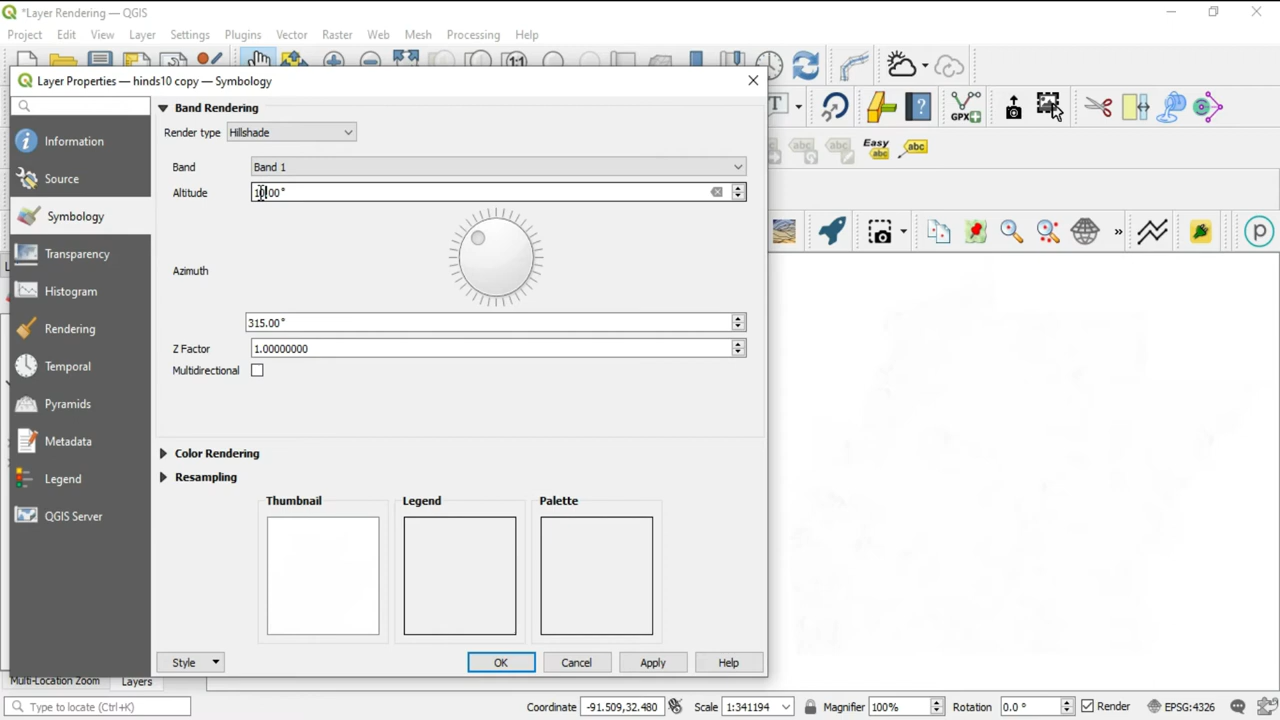 *Layer Rendering — QGIS
Project Edit View Layer Settings Plugins Vector Raster Web Mesh Processing Help
Layer Properties — hinds10 copy — Symbology
Information
Source
Symbology
Transparency
Histogram
Rendering
Temporal
Pyramids
Metadata
Legend
QGIS Server
Band Rendering
Render type Hillshade
Band Band 1
Altitude 10.00°
Azimuth
315.00°
Z Factor 1.00000000
Multidirectional
Color Rendering
Resampling
Thumbnail Legend Palette
Style OK Cancel Apply Help
GPX
Easy
abc
Multi-Location Zoom Layers
Type to locate (Ctrl+K) Coordinate -91.509,32.480 Scale 1:341194 Magnifier 100% Rotation 0.0 ° Render EPSG:4326